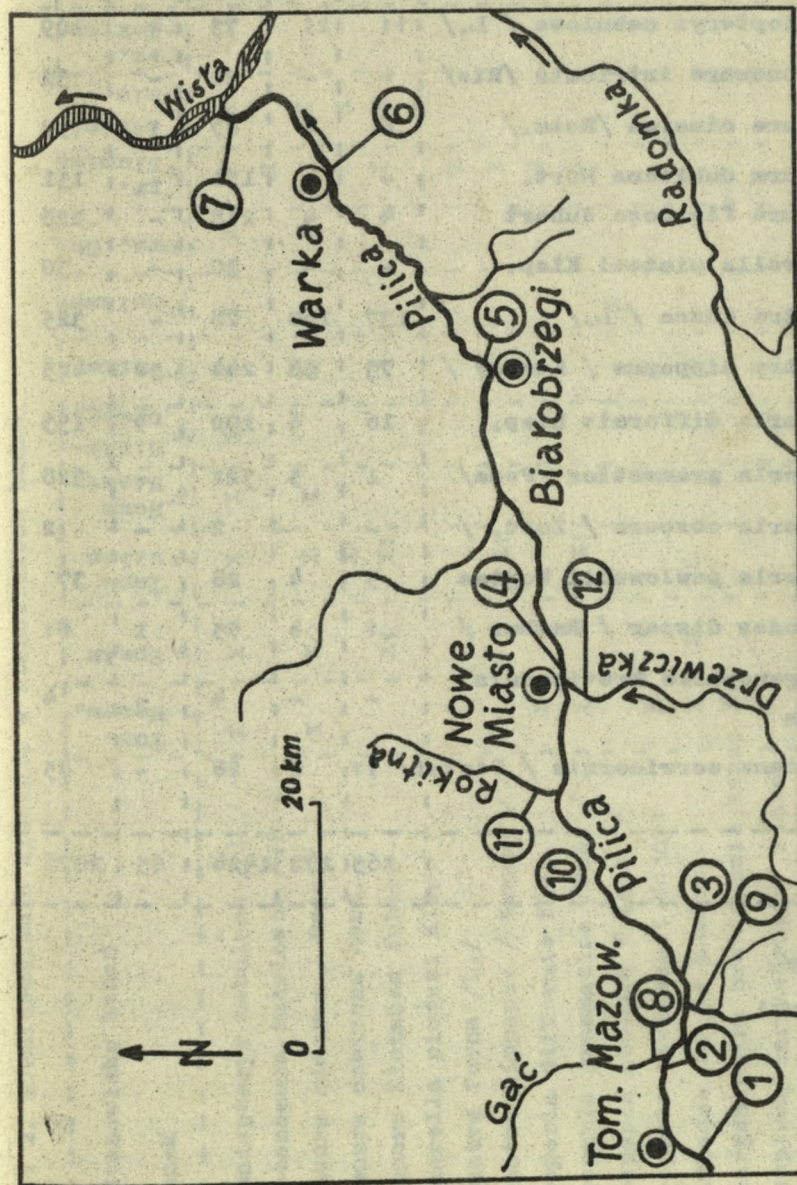 Wisła
7
N
Warka
6
0 20 km
Pilica
Rokitna
Nowe
Miasto
4
5
Białobrzegi
Gać
11
10
Pilica
12
Drzewiczka
Radomka
Tom. Mazow.
8
3
2
9
1